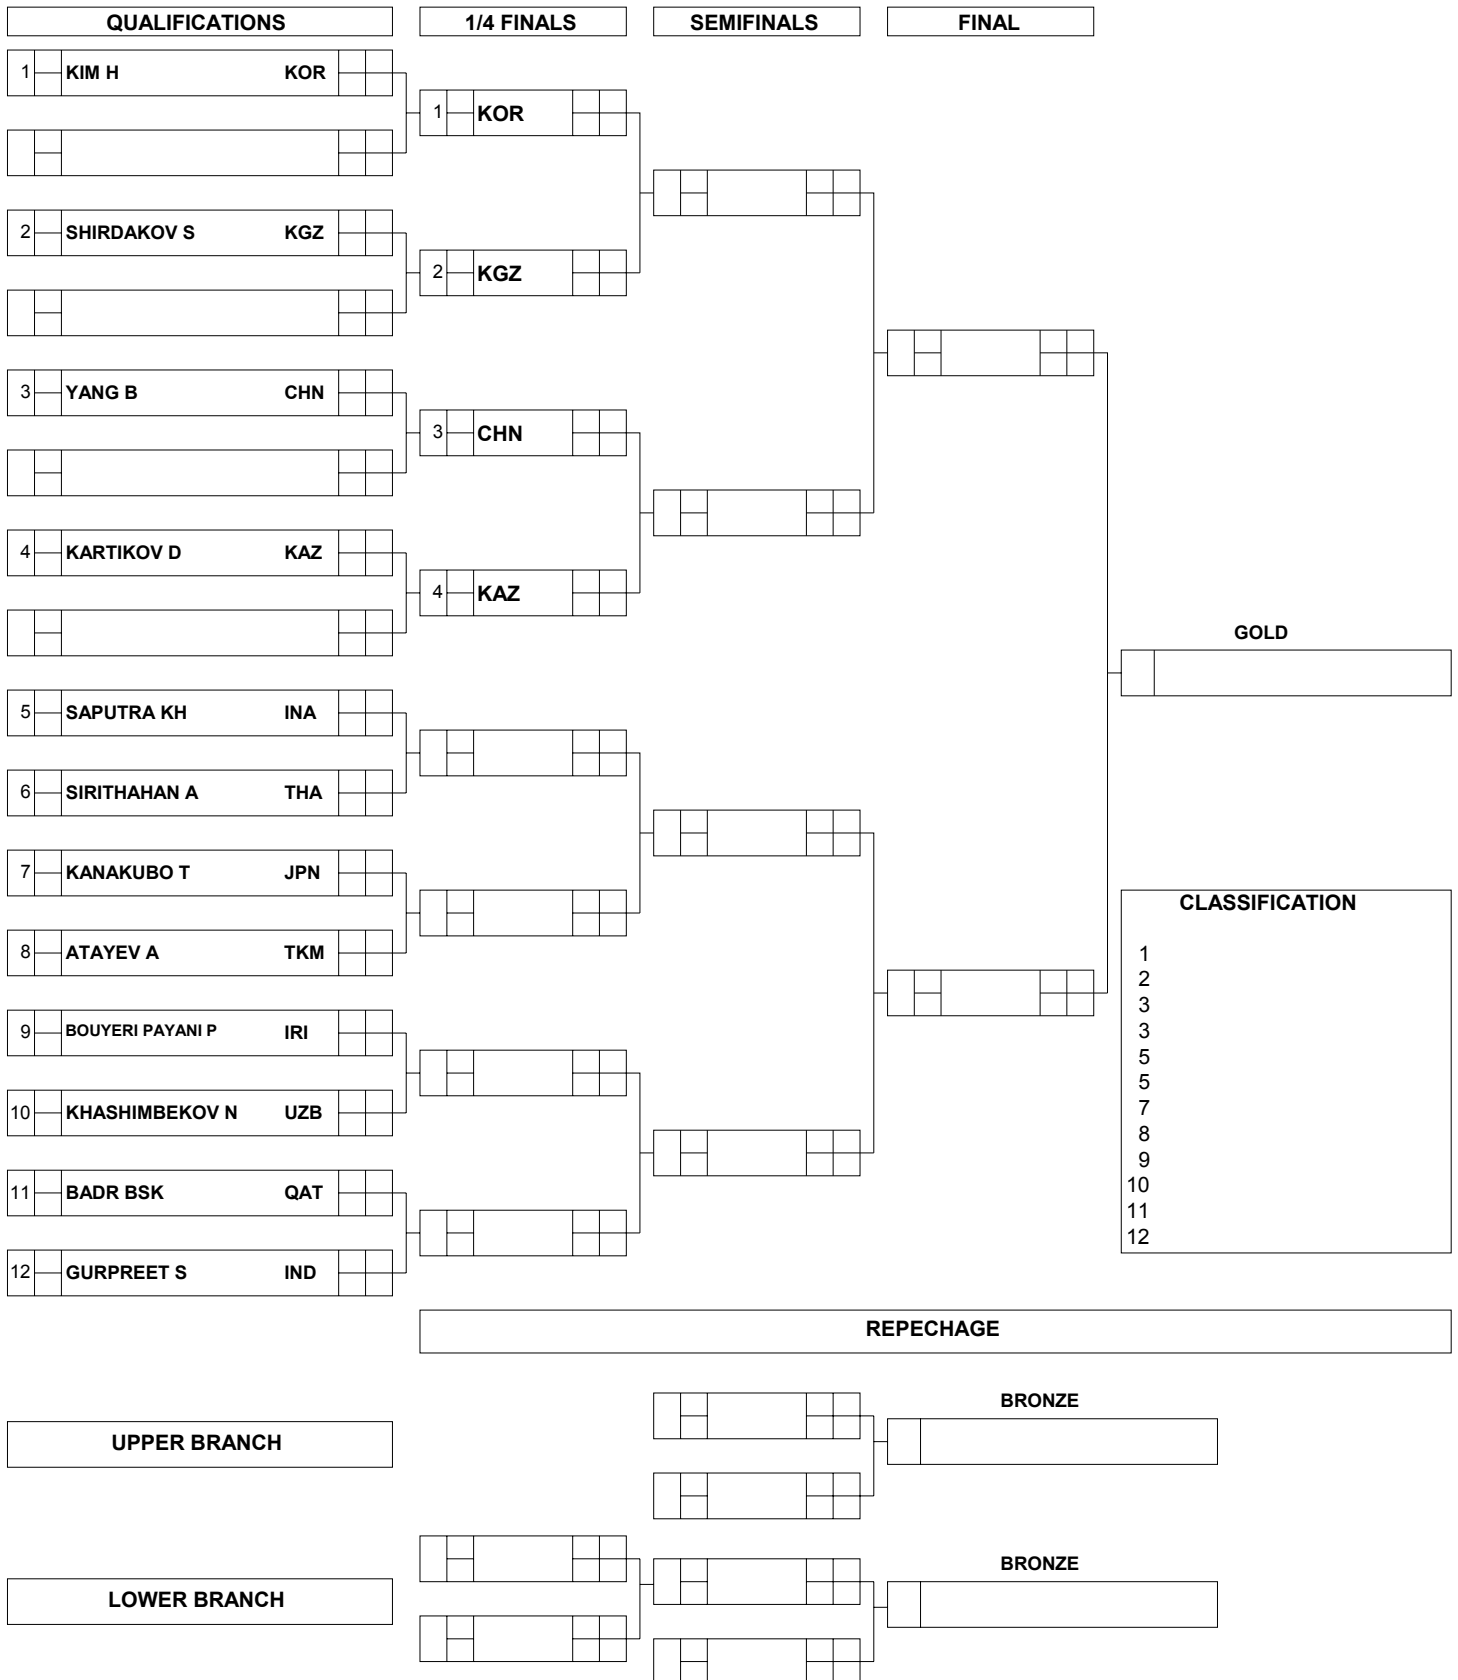 QUALIFICATIONS 1/4 FINALS SEMIFINALS FINAL
1 KIM H KOR
1 KOR
2 SHIRDAKOV S KGZ
2 KGZ
3 YANG B CHN
3 CHN
4 KARTIKOV D KAZ
4 KAZ
GOLD
5 SAPUTRA KH INA
6 SIRITHAHAN A THA
7 KANAKUBO T JPN
8 ATAYEV A TKM
9 BOUYERI PAYANI P IRI
10 KHASHIMBEKOV N UZB
11 BADR BSK QAT
12 GURPREET S IND
CLASSIFICATION
1
2
3
3
5
5
7
8
9
10
11
12
REPECHAGE
BRONZE
UPPER BRANCH
BRONZE
LOWER BRANCH